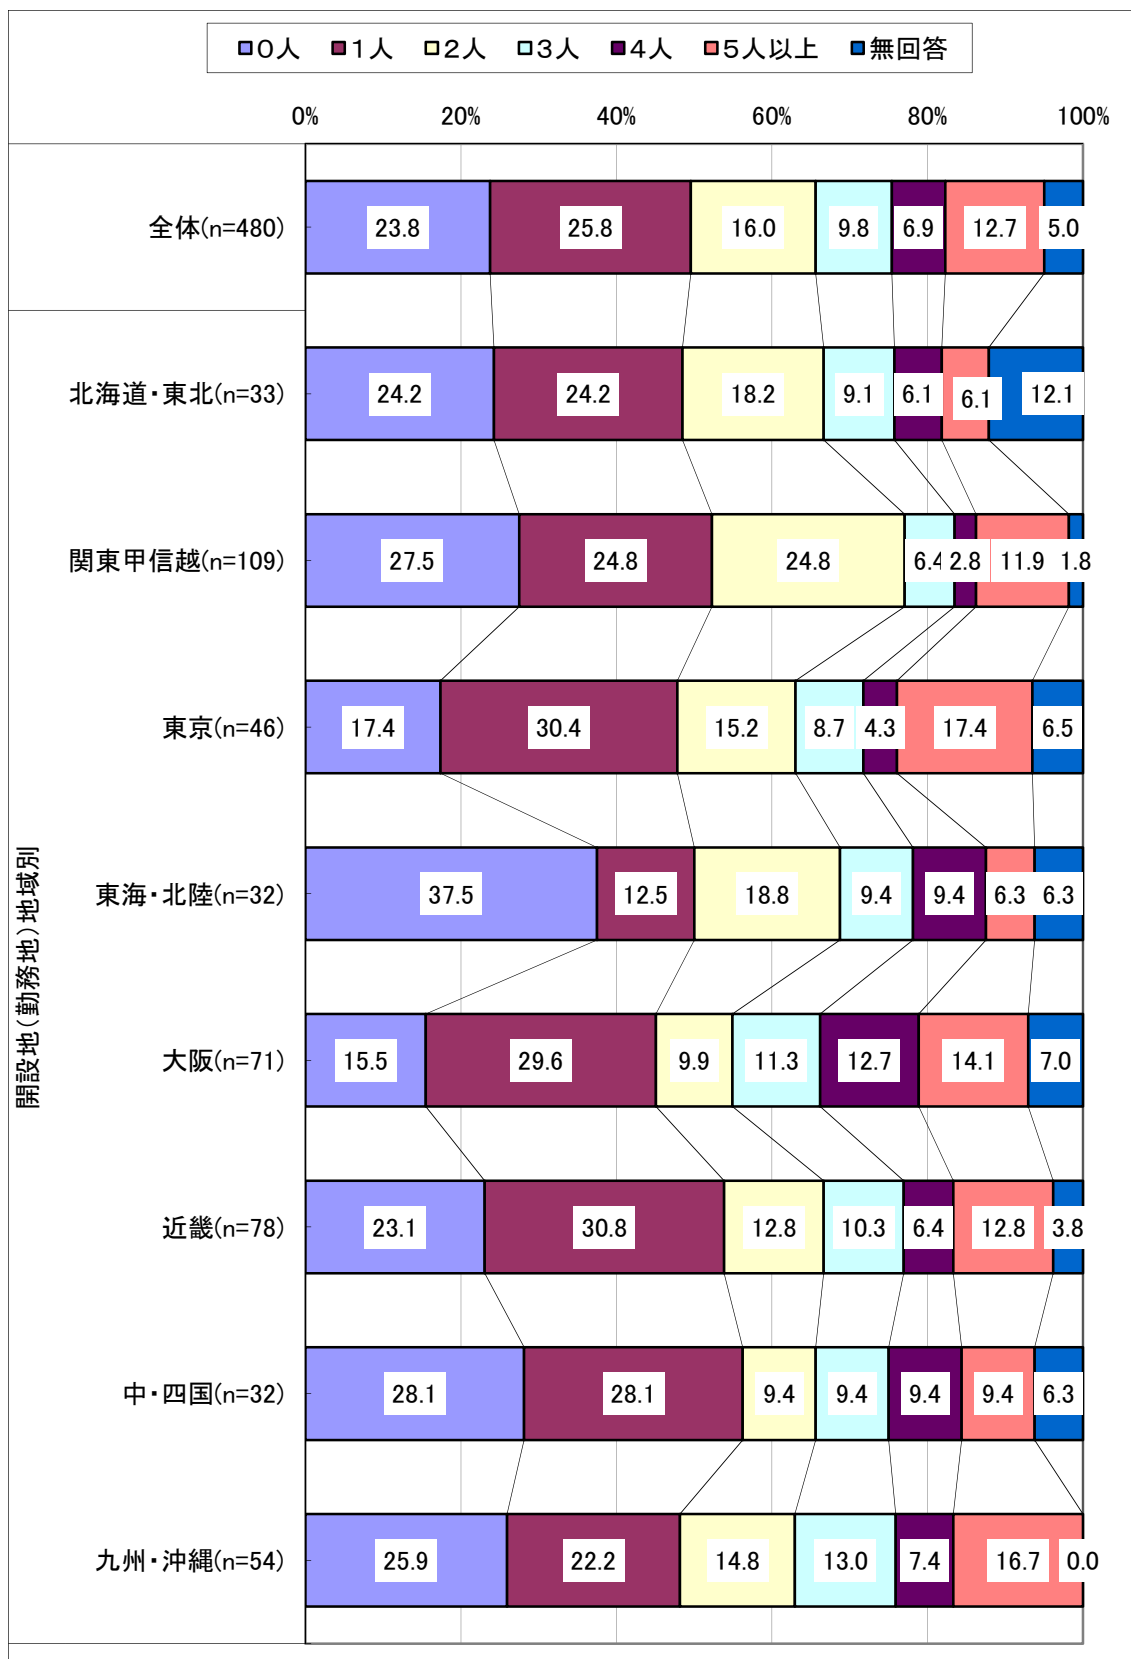 ０人 １人 ２人 ３人 ４人 ５人以上 無回答
0% 20% 40% 60% 80% 100%
全体(n=480) 23.8 25.8 16.0 9.8 6.9 12.7 5.0
開設地(勤務地)地域別
北海道・東北(n=33) 24.2 24.2 18.2 9.1 6.1 6.1 12.1
関東甲信越(n=109) 27.5 24.8 24.8 6.4 2.8 11.9 1.8
東京(n=46) 17.4 30.4 15.2 8.7 4.3 17.4 6.5
東海・北陸(n=32) 37.5 12.5 18.8 9.4 9.4 6.3 6.3
大阪(n=71) 15.5 29.6 9.9 11.3 12.7 14.1 7.0
近畿(n=78) 23.1 30.8 12.8 10.3 6.4 12.8 3.8
中・四国(n=32) 28.1 28.1 9.4 9.4 9.4 9.4 6.3
九州・沖縄(n=54) 25.9 22.2 14.8 13.0 7.4 16.7 0.0